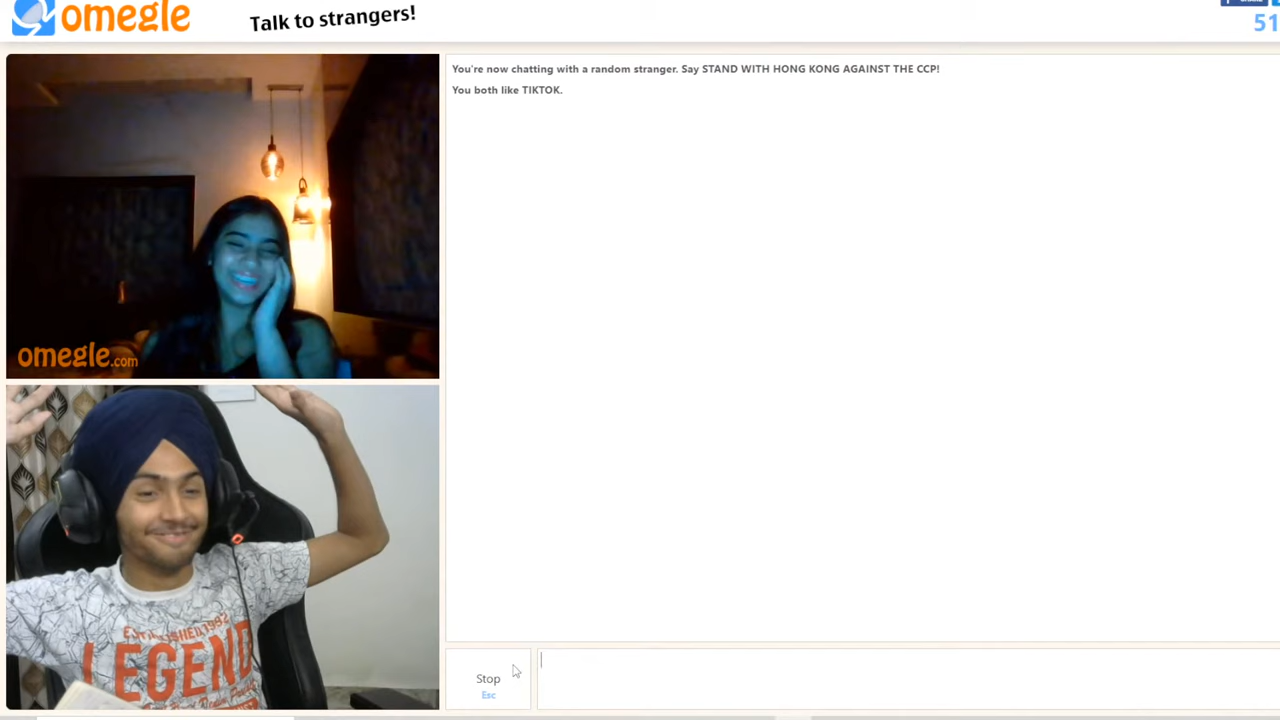 omegle
Talk to strangers!
51
You're now chatting with a random stranger. Say STAND WITH HONG KONG AGAINST THE CCP!
You both like TIKTOK.
omegle.com
LEGEND
Stop
Esc